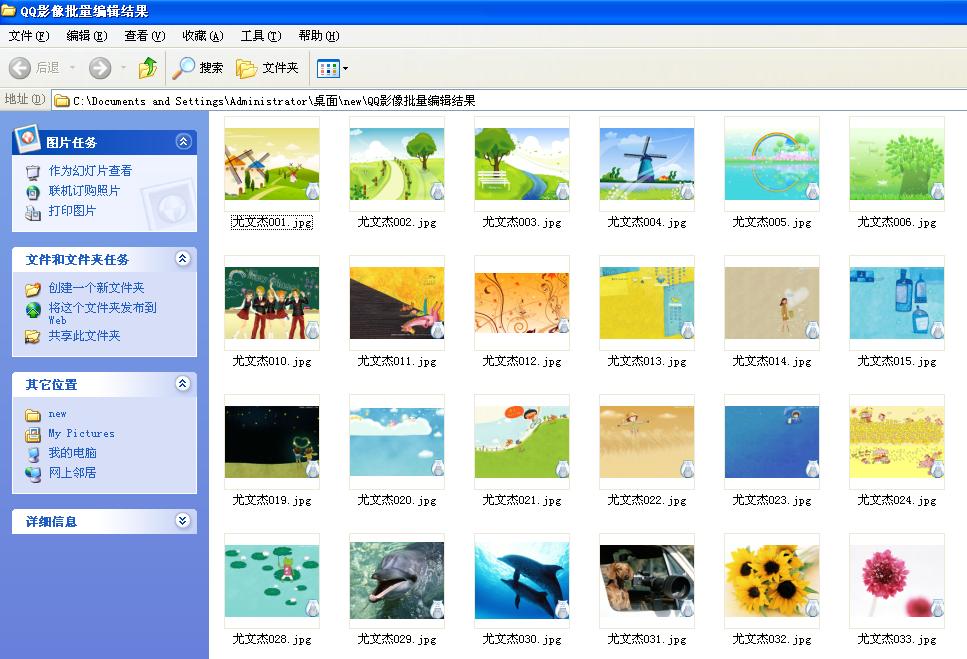 QQ影像批量编辑结果
文件(F) 编辑(E) 查看(V) 收藏(A) 工具(T) 帮助(H)
后退 搜索 文件夹
地址(D) C:\Documents and Settings\Administrator\桌面\new\QQ影像批量编辑结果
图片任务
作为幻灯片查看
联机订购照片
打印图片
文件和文件夹任务
创建一个新文件夹
将这个文件夹发布到
Web
共享此文件夹
其它位置
new
My Pictures
我的电脑
网上邻居
详细信息
尤文杰001.jpg 尤文杰002.jpg 尤文杰003.jpg 尤文杰004.jpg 尤文杰005.jpg 尤文杰006.jpg
尤文杰010.jpg 尤文杰011.jpg 尤文杰012.jpg 尤文杰013.jpg 尤文杰014.jpg 尤文杰015.jpg
尤文杰019.jpg 尤文杰020.jpg 尤文杰021.jpg 尤文杰022.jpg 尤文杰023.jpg 尤文杰024.jpg
尤文杰028.jpg 尤文杰029.jpg 尤文杰030.jpg 尤文杰031.jpg 尤文杰032.jpg 尤文杰033.jpg